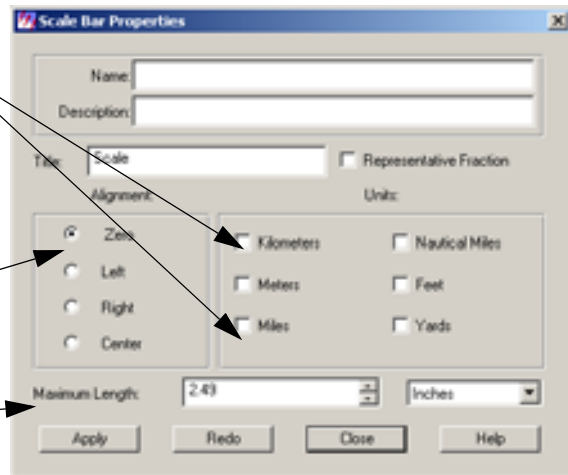 Scale Bar Properties
Name:
Description:
Title: Scale Representative Fraction
Alignment: Units:
Zero Kilometers Nautical Miles
Left Meters Feet
Right Miles Yards
Center
Maximum Length: 2.49 Inches
Apply Redo Close Help